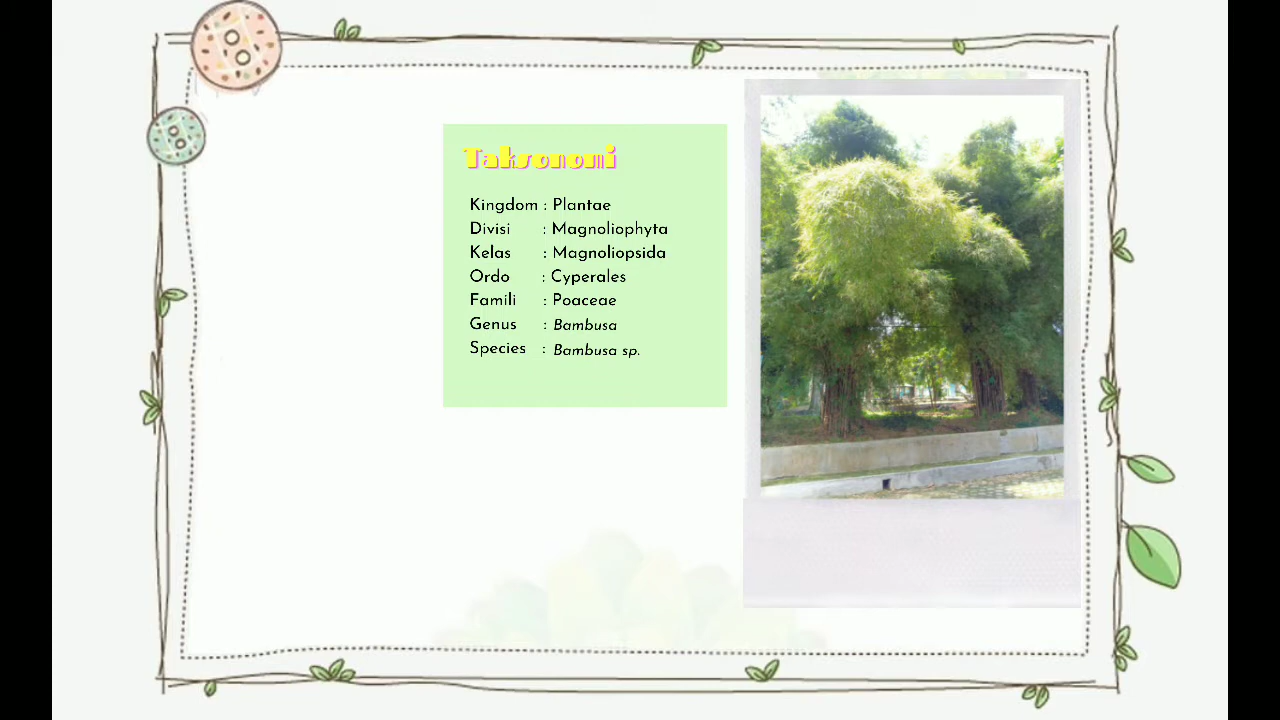 Taksonomi
Kingdom : Plantae
Divisi : Magnoliophyta
Kelas : Magnoliopsida
Ordo : Cyperales
Famili : Poaceae
Genus : Bambusa
Species : Bambusa sp.